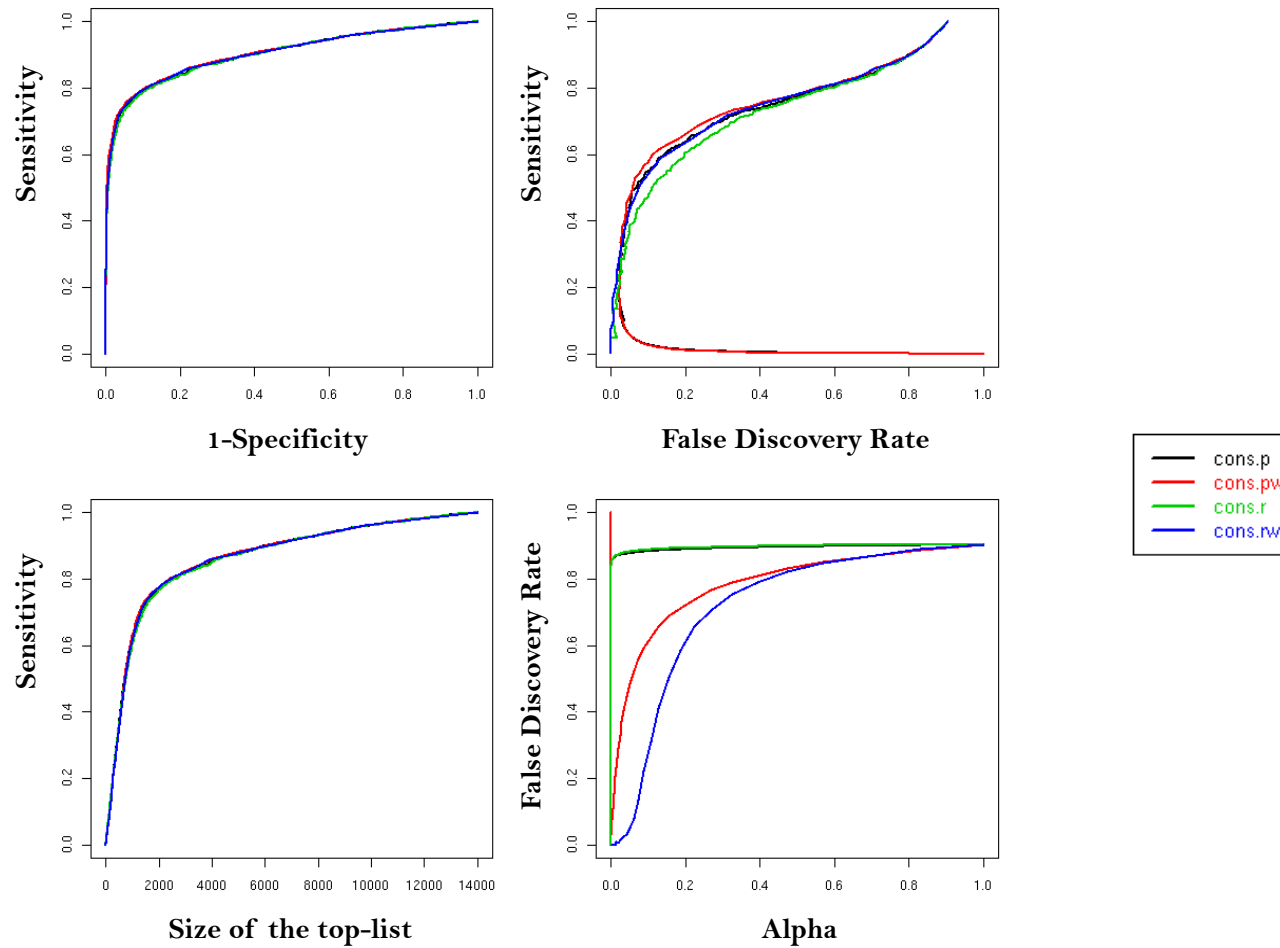 Sensitivity
0.0 0.2 0.4 0.6 0.8 1.0
0.0 0.2 0.4 0.6 0.8 1.0
1-Specificity
Sensitivity
0.0 0.2 0.4 0.6 0.8 1.0
0.0 0.2 0.4 0.6 0.8 1.0
False Discovery Rate
Sensitivity
0.0 0.2 0.4 0.6 0.8 1.0
0 2000 4000 6000 8000 10000 12000 14000
Size of the top-list
False Discovery Rate
0.0 0.2 0.4 0.6 0.8 1.0
0.0 0.2 0.4 0.6 0.8 1.0
Alpha
cons.p
cons.pw
cons.r
cons.rw